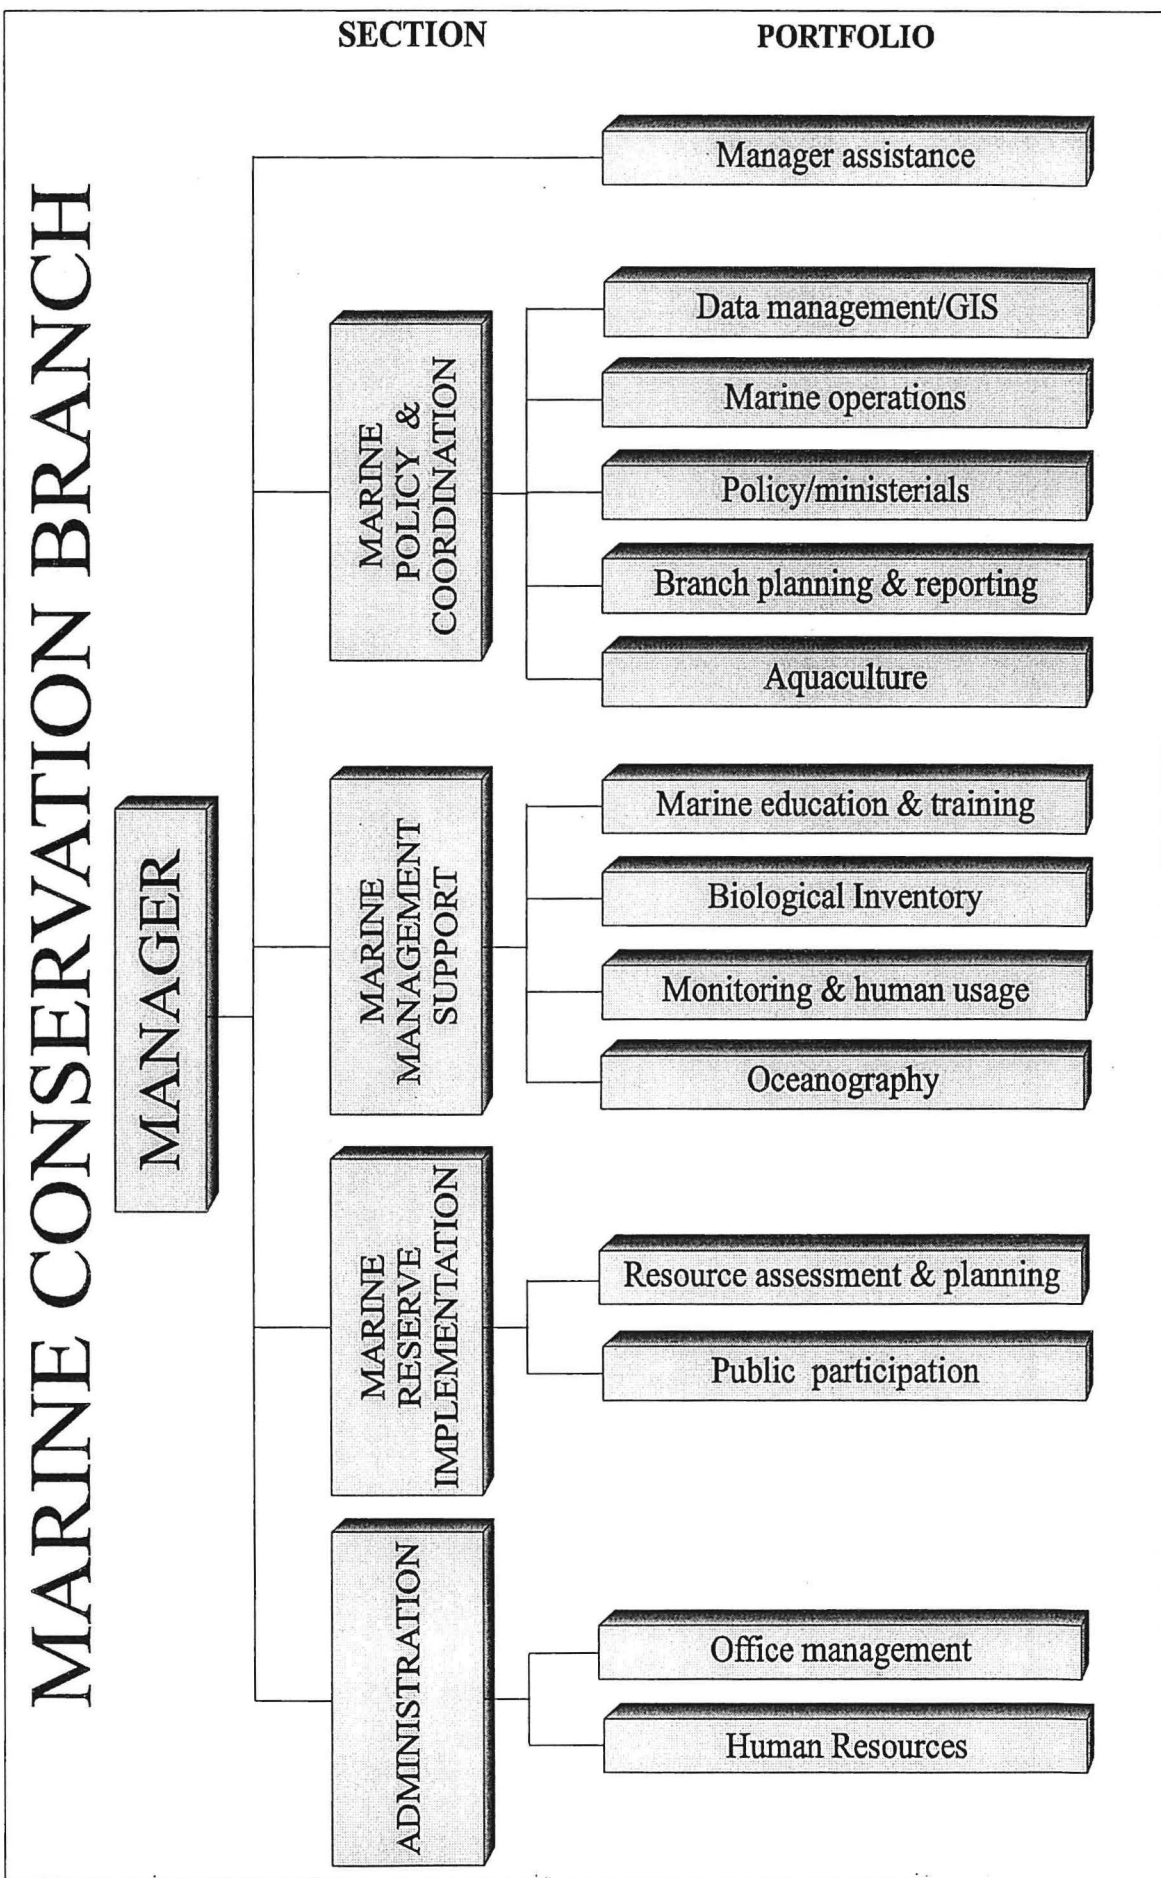 MARINE CONSERVATION BRANCH
SECTION
PORTFOLIO
MANAGER
Manager assistance
MARINE
POLICY &
COORDINATION
Data management/GIS
Marine operations
Policy/ministerials
Branch planning & reporting
Aquaculture
MARINE
MANAGEMENT
SUPPORT
Marine education & training
Biological Inventory
Monitoring & human usage
Oceanography
MARINE
RESERVE
IMPLEMENTATION
Resource assessment & planning
Public participation
ADMINISTRATION
Office management
Human Resources